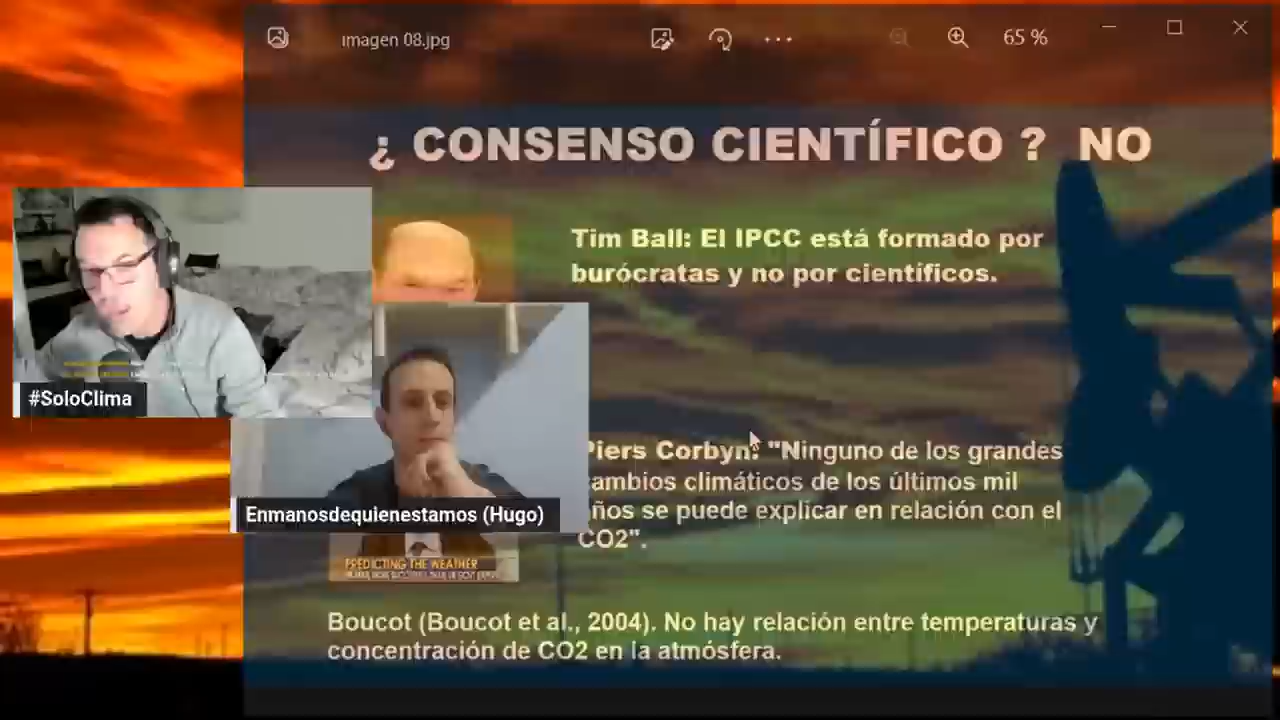 imagen 08.jpg
65 %
¿ CONSENSO CIENTÍFICO ? NO
Tim Ball: El IPCC está formado por
burócratas y no por científicos.
#SoloClima
Piers Corbyn: "Ninguno de los grandes
cambios climáticos de los últimos mil
años se puede explicar en relación con el
CO2".
Enmanosdequienestamos (Hugo)
PREDICTING THE WEATHER
Boucot (Boucot et al., 2004). No hay relación entre temperaturas y
concentración de CO2 en la atmósfera.